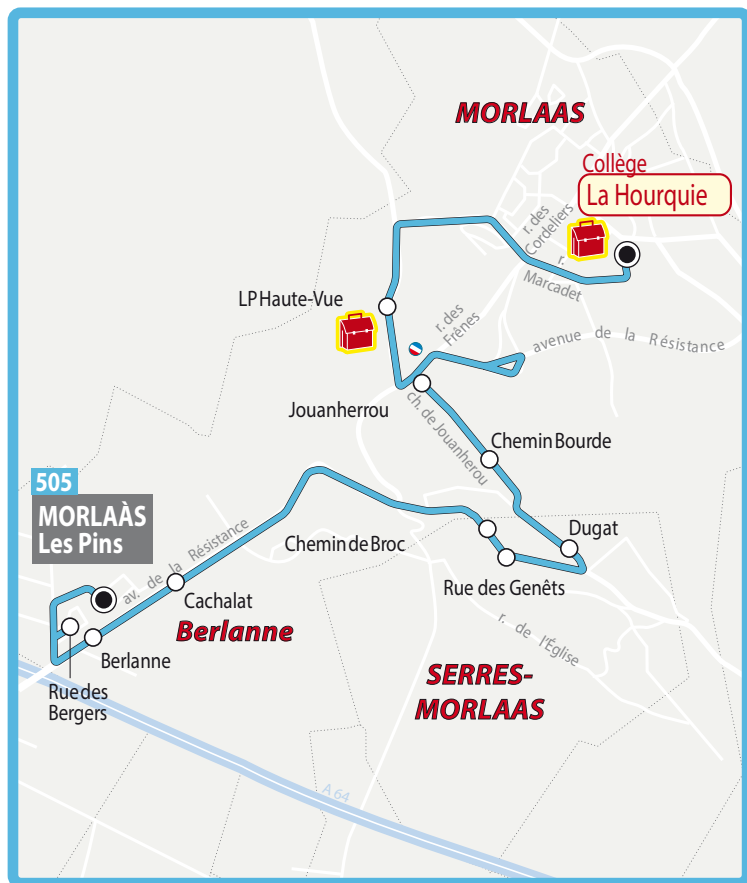 MORLAAS
Collège
La Hourquie
r. des
Cordeliers
r.
Marcadet
LP Haute-Vue
r. des
Frênes
avenue de la Résistance
Jouanherrou
ch. de Jouanherou
Chemin Bourde
505
MORLAÀS
Les Pins
av. de la Résistance
Chemin de Broc
Dugat
Rue des Genêts
Cachalat
Berlanne
Berlanne
r. de l'Église
SERRES-
MORLAAS
Rue des
Bergers
A 64